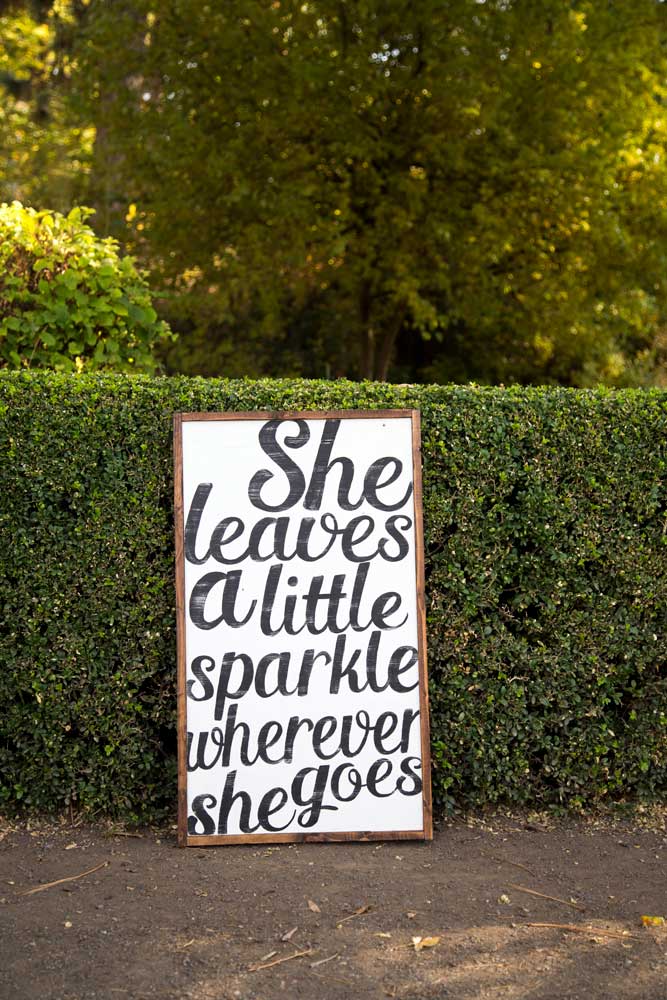 She
leaves
a little
sparkle
wherever
she goes